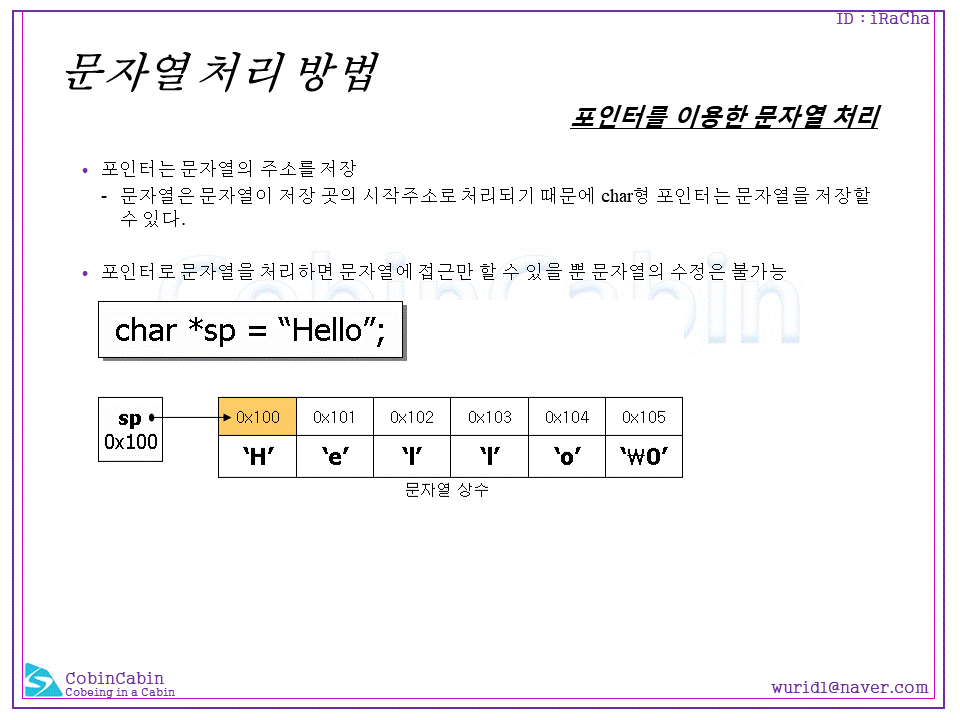 ID : iRaCha
문자열 처리 방법
포인터를 이용한 문자열 처리
• 포인터는 문자열의 주소를 저장
- 문자열은 문자열이 저장 곳의 시작주소로 처리되기 때문에 char형 포인터는 문자열을 저장할
수 있다.
• 포인터로 문자열을 처리하면 문자열에 접근만 할 수 있을 뿐 문자열의 수정은 불가능
CobinCabin
char *sp = “Hello”;
sp
0x100
0x100 0x101 0x102 0x103 0x104 0x105
‘H’ ‘e’ ‘l’ ‘l’ ‘o’ ‘₩0’
문자열 상수
CobinCabin
Cobeing in a Cabin
wurid1@naver.com